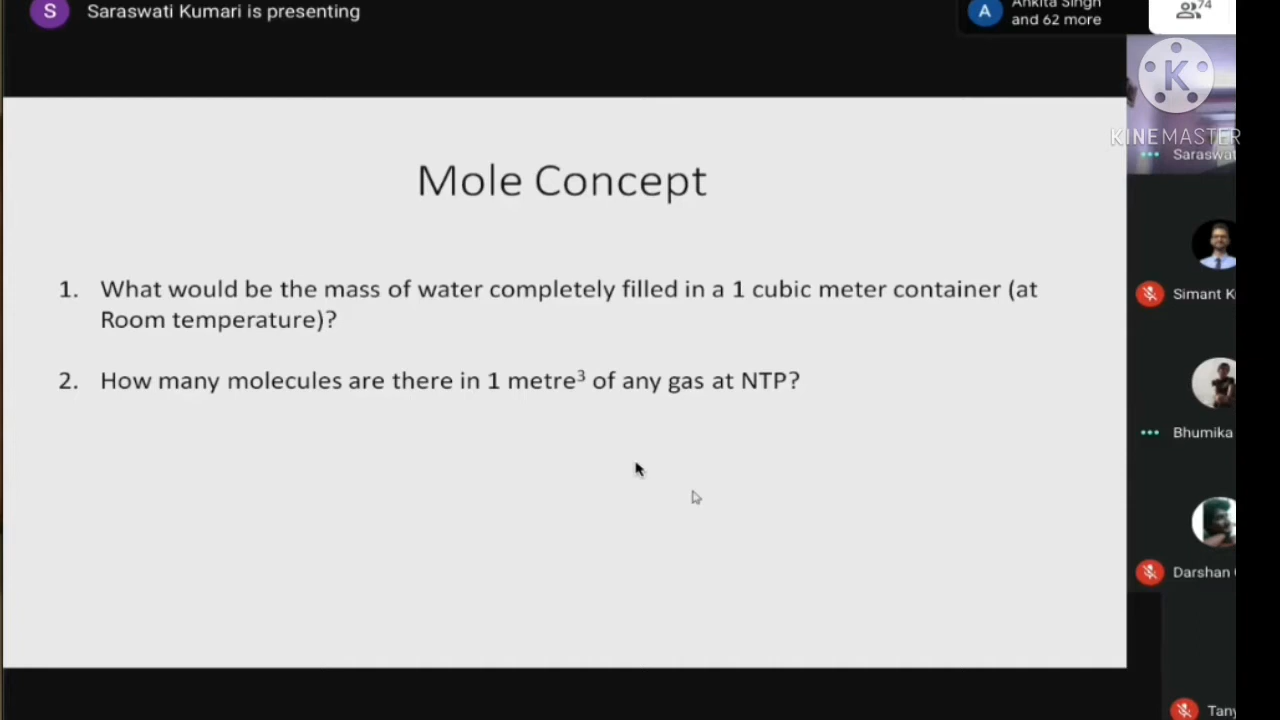 S Saraswati Kumari is presenting
A Ankita Singh
and 62 more
74
K
KINEMASTER
Saraswat
Mole Concept
1. What would be the mass of water completely filled in a 1 cubic meter container (at
Room temperature)?
2. How many molecules are there in 1 metre³ of any gas at NTP?
Simant K
Bhumika
Darshan
Tany